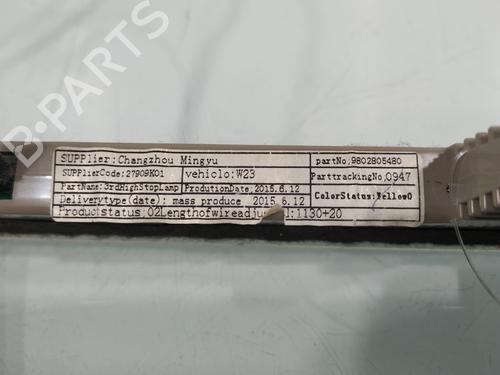 SUPPlier:Changzhou Mingyu partNo,9802805480
SUPPlierCode:27909K01 vehiclo:W23 ParttrackingNo,0947
PartName:3rdHighStopLamp ProdutionDate,2015.6.12 ColorStatus:Yellow0
Deliverytype(date): mass produce 2015.6.12
Productstatus,02Lengthofwireadju :1130+20
B-PARTS